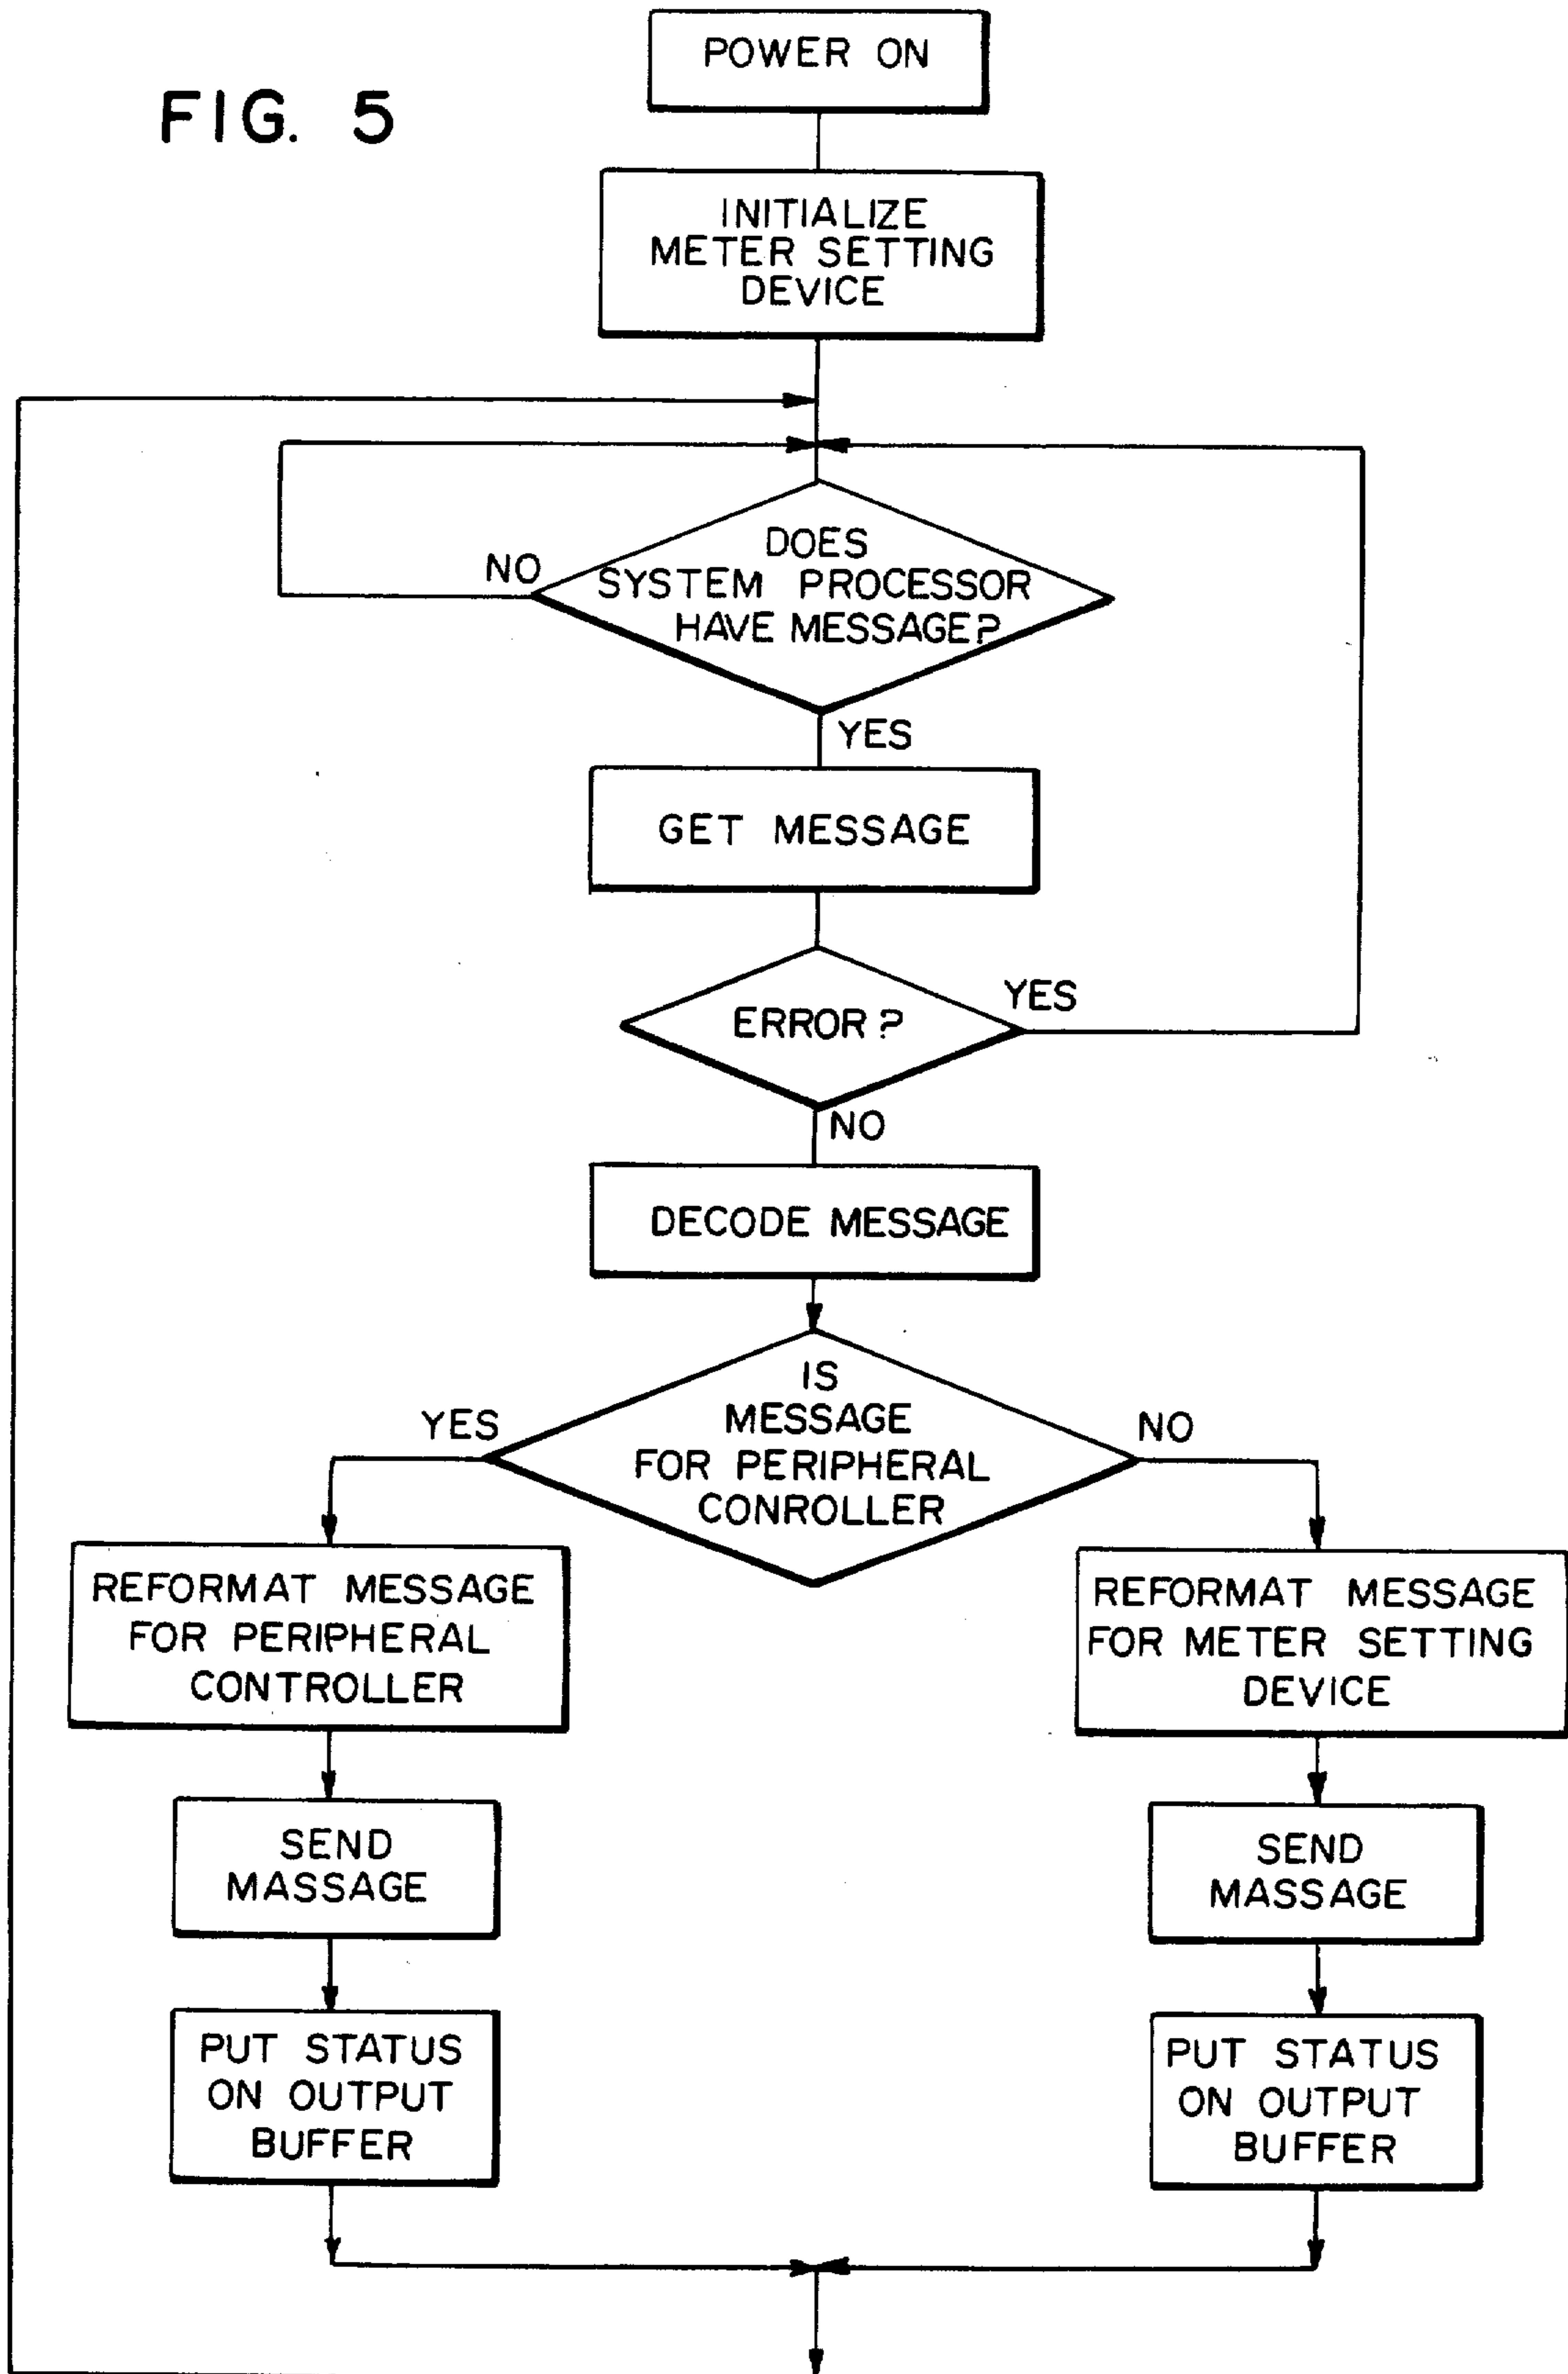 FIG. 5
POWER ON
INITIALIZE
METER SETTING
DEVICE
DOES
SYSTEM PROCESSOR
HAVE MESSAGE?
NO
YES
GET MESSAGE
ERROR?
YES
NO
DECODE MESSAGE
IS
MESSAGE
FOR PERIPHERAL
CONROLLER
YES
NO
REFORMAT MESSAGE
FOR PERIPHERAL
CONTROLLER
REFORMAT MESSAGE
FOR METER SETTING
DEVICE
SEND
MASSAGE
SEND
MASSAGE
PUT STATUS
ON OUTPUT
BUFFER
PUT STATUS
ON OUTPUT
BUFFER